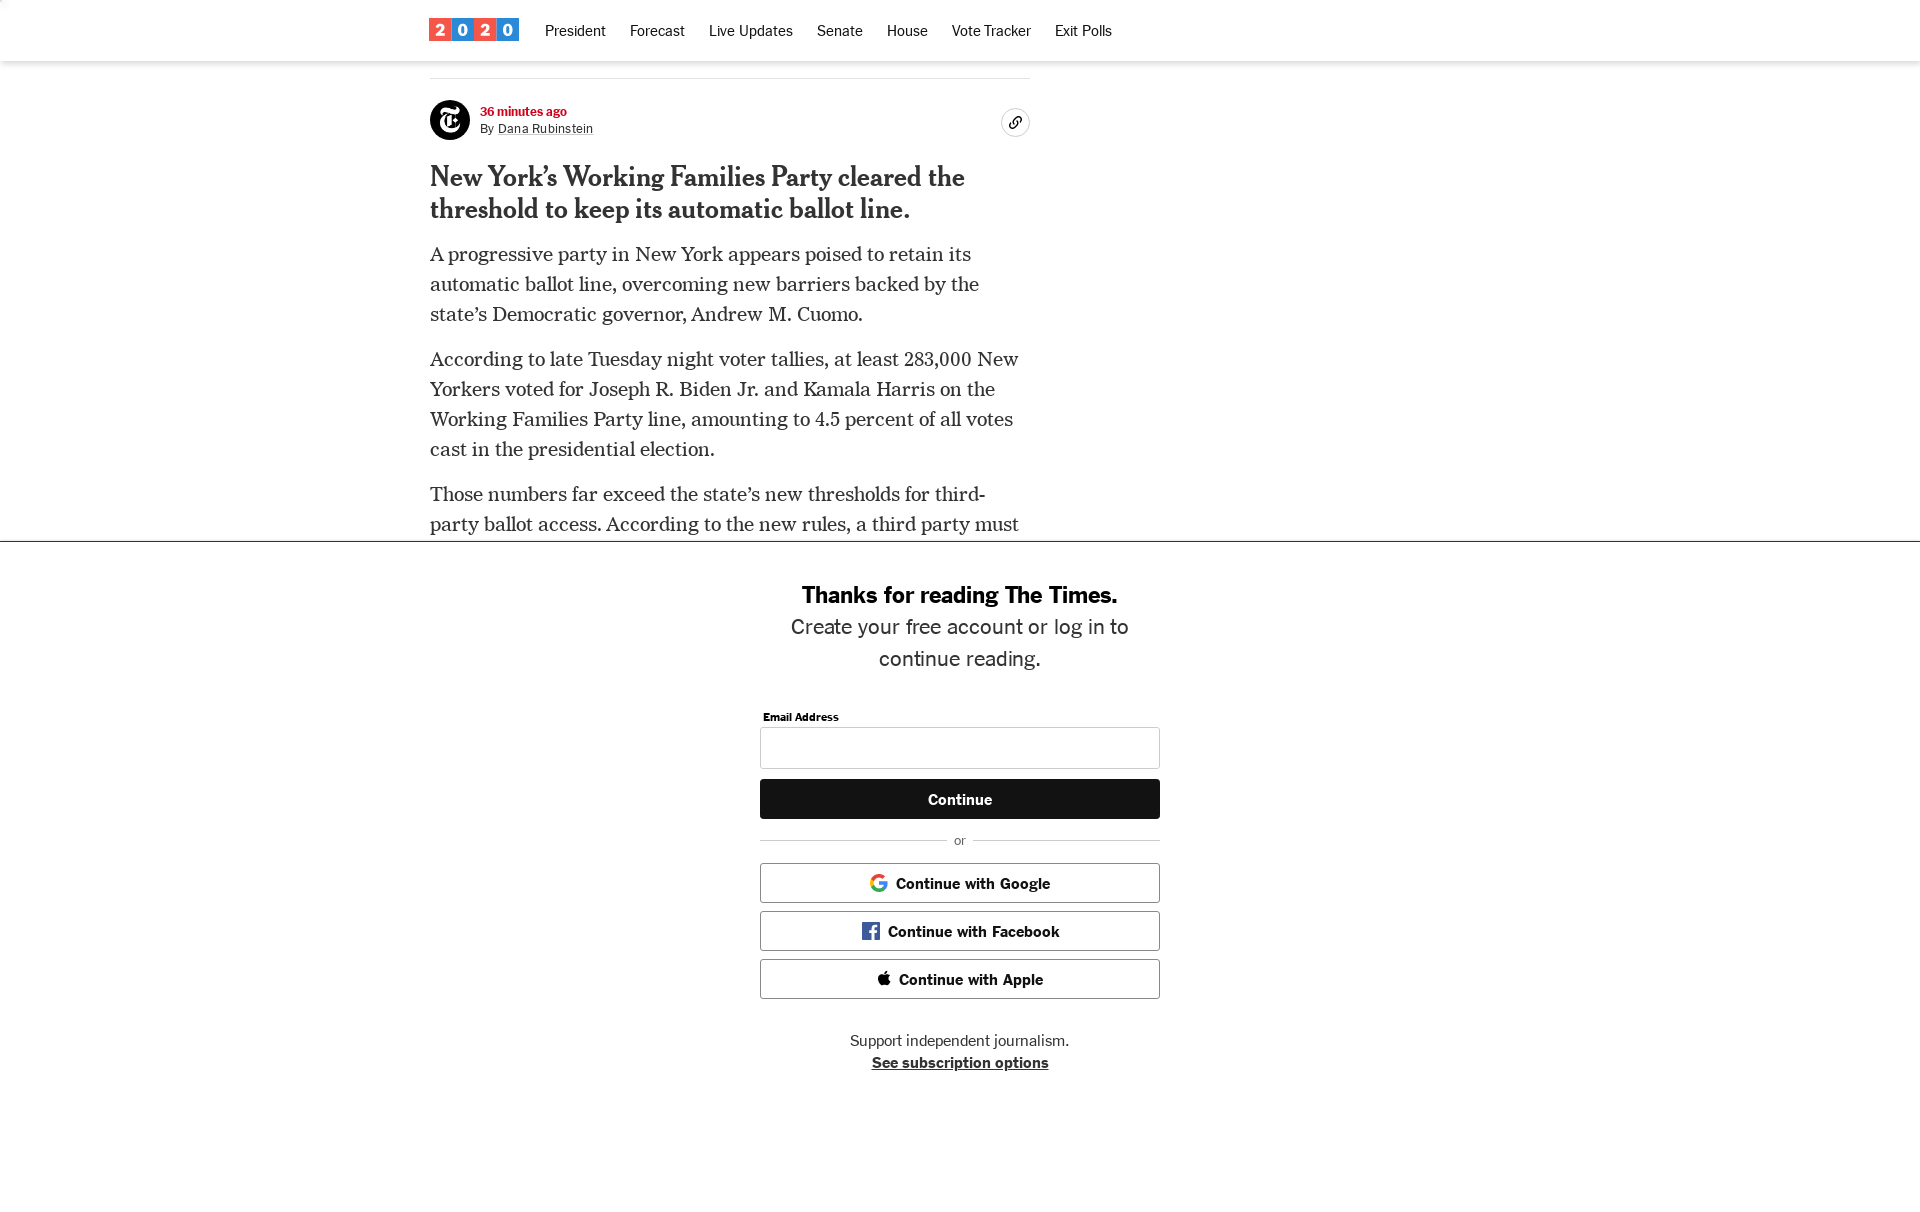 2020 President Forecast Live Updates Senate House Vote Tracker Exit Polls
36 minutes ago
By Dana Rubinstein
New York’s Working Families Party cleared the
threshold to keep its automatic ballot line.
A progressive party in New York appears poised to retain its
automatic ballot line, overcoming new barriers backed by the
state’s Democratic governor, Andrew M. Cuomo.
According to late Tuesday night voter tallies, at least 283,000 New
Yorkers voted for Joseph R. Biden Jr. and Kamala Harris on the
Working Families Party line, amounting to 4.5 percent of all votes
cast in the presidential election.
Those numbers far exceed the state’s new thresholds for third-
party ballot access. According to the new rules, a third party must
Thanks for reading The Times.
Create your free account or log in to
continue reading.
Email Address
Continue
or
Continue with Google
Continue with Facebook
Continue with Apple
Support independent journalism.
See subscription options